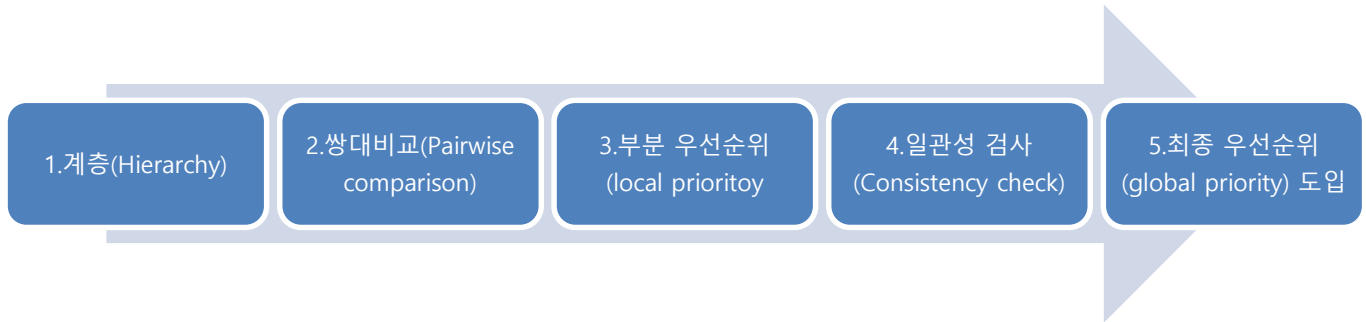 1.계층(Hierarchy)
2.쌍대비교(Pairwise
comparison)
3.부분 우선순위
(local prioritoy
4.일관성 검사
(Consistency check)
5.최종 우선순위
(global priority) 도입